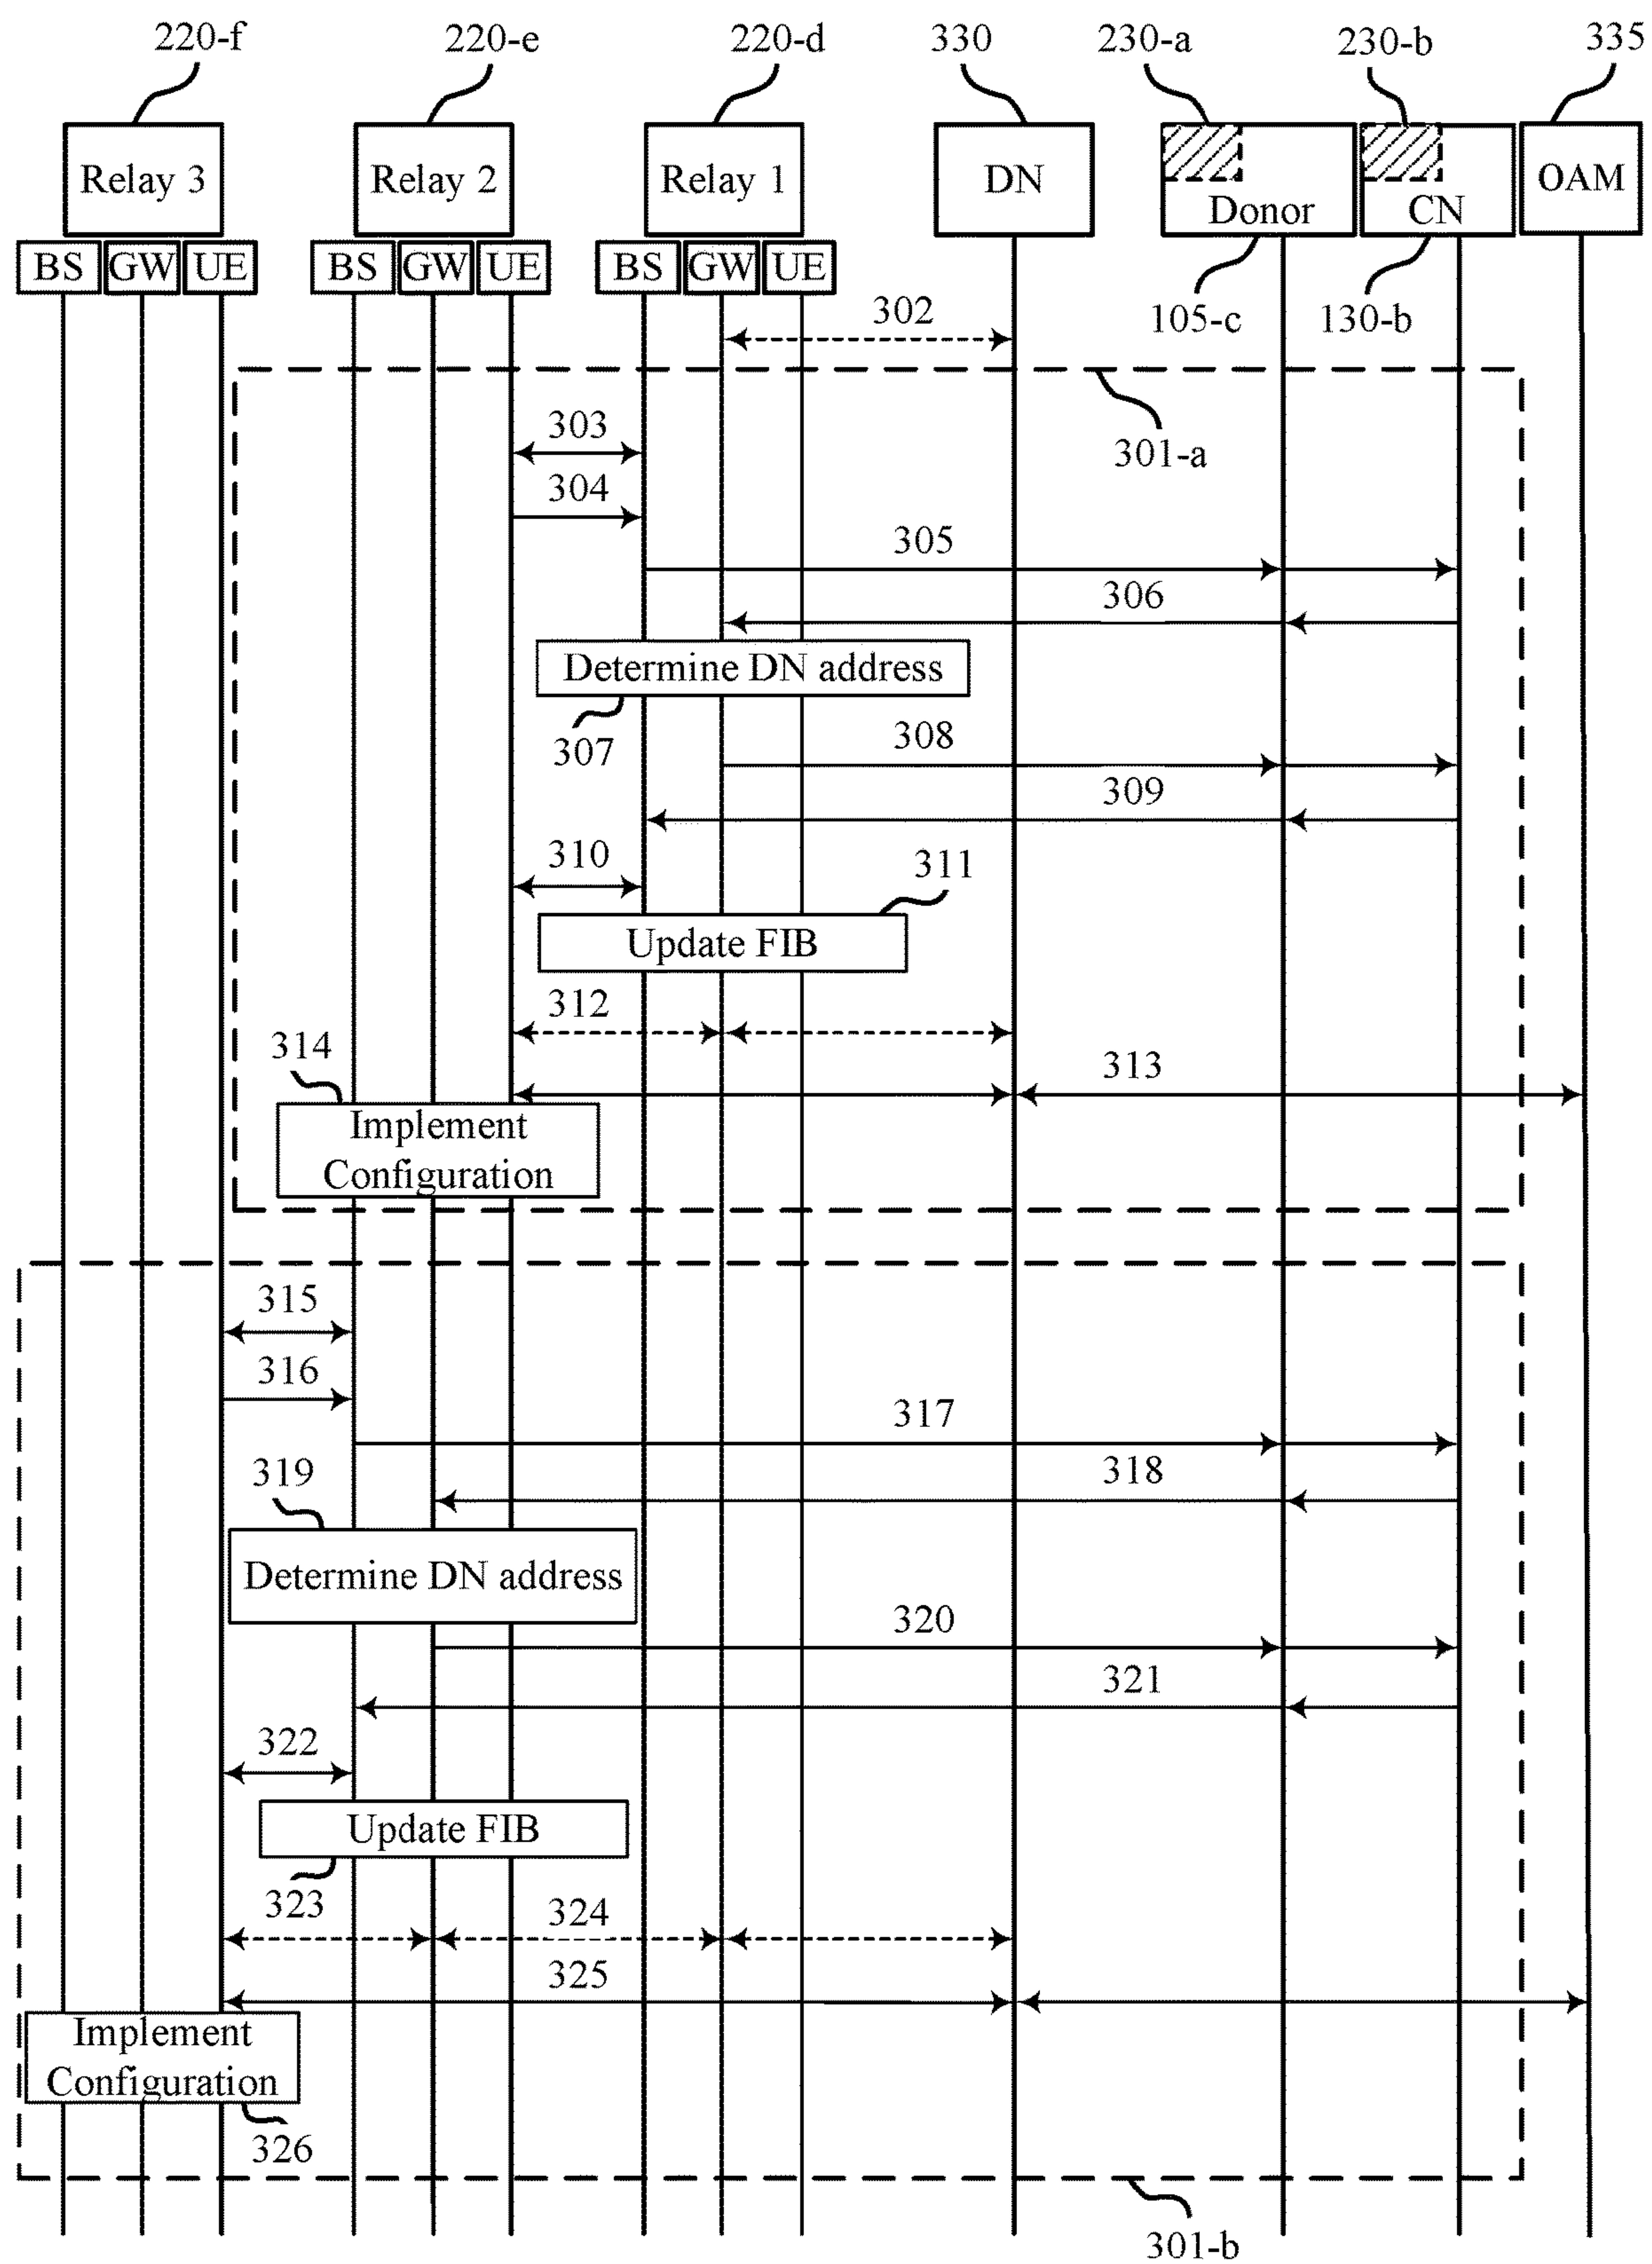 220-f 220-e 220-d 330 230-a 230-b 335
Relay 3 Relay 2 Relay 1 DN Donor CN OAM
BS GW UE BS GW UE BS GW UE
105-c 130-b
302
301-a
303
304
305
306
Determine DN address
307
308
309
310
311
Update FIB
312
313
314
Implement
Configuration
315
316
317
318
319
Determine DN address
320
321
322
Update FIB
323
324
325
Implement
Configuration
326
301-b